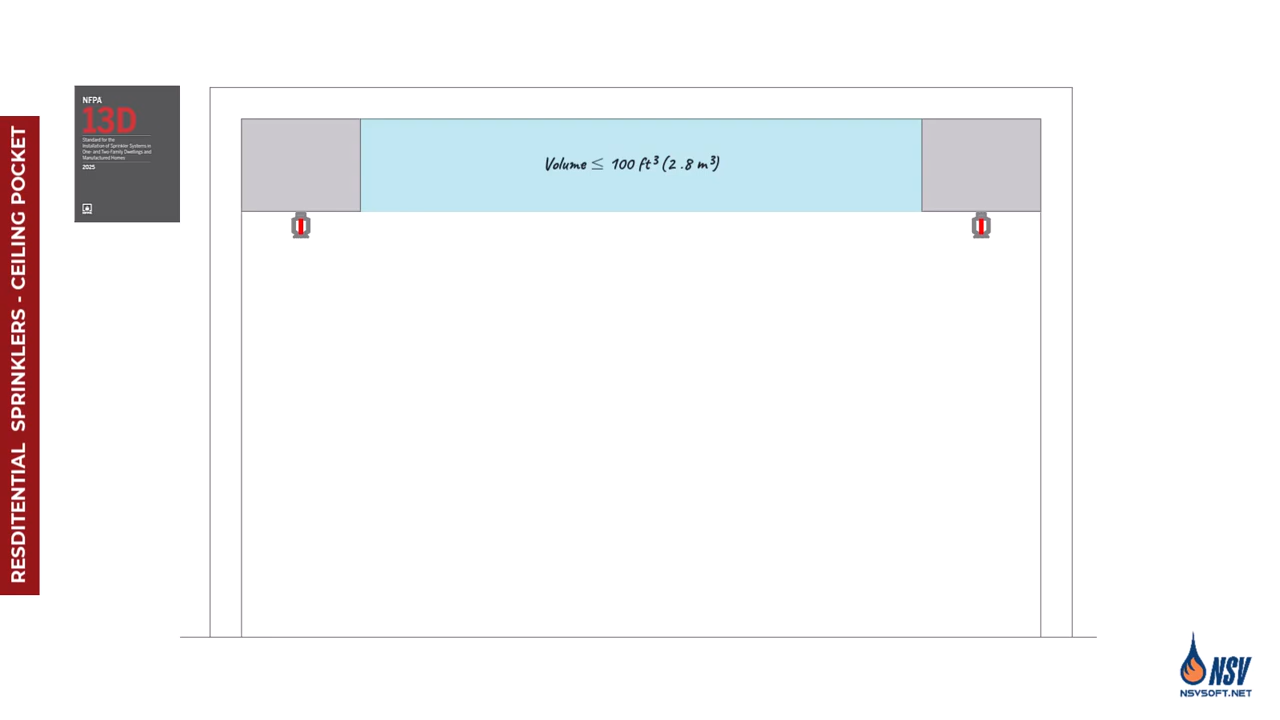 RESDITENTIAL SPRINKLERS - CEILING POCKET
NFPA
13D
Standard for the
Installation of Sprinkler Systems in
One- and Two-Family Dwellings and
Manufactured Homes
2025
Volume ≤ 100 ft³ (2.8 m³)
NSV
NSVSOFT.NET